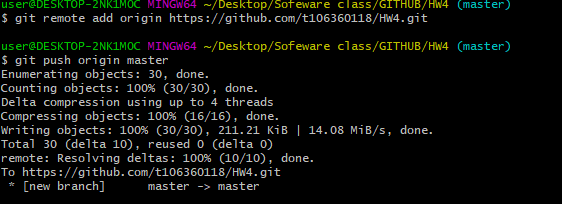 user@DESKTOP-2NK1MOC MINGW64 ~/Desktop/Sofeware class/GITHUB/HW4 (master)
$ git remote add origin https://github.com/t106360118/HW4.git
user@DESKTOP-2NK1MOC MINGW64 ~/Desktop/Sofeware class/GITHUB/HW4 (master)
$ git push origin master
Enumerating objects: 30, done.
Counting objects: 100% (30/30), done.
Delta compression using up to 4 threads
Compressing objects: 100% (16/16), done.
Writing objects: 100% (30/30), 211.21 KiB | 14.08 MiB/s, done.
Total 30 (delta 10), reused 0 (delta 0)
remote: Resolving deltas: 100% (10/10), done.
To https://github.com/t106360118/HW4.git
 * [new branch]      master -> master